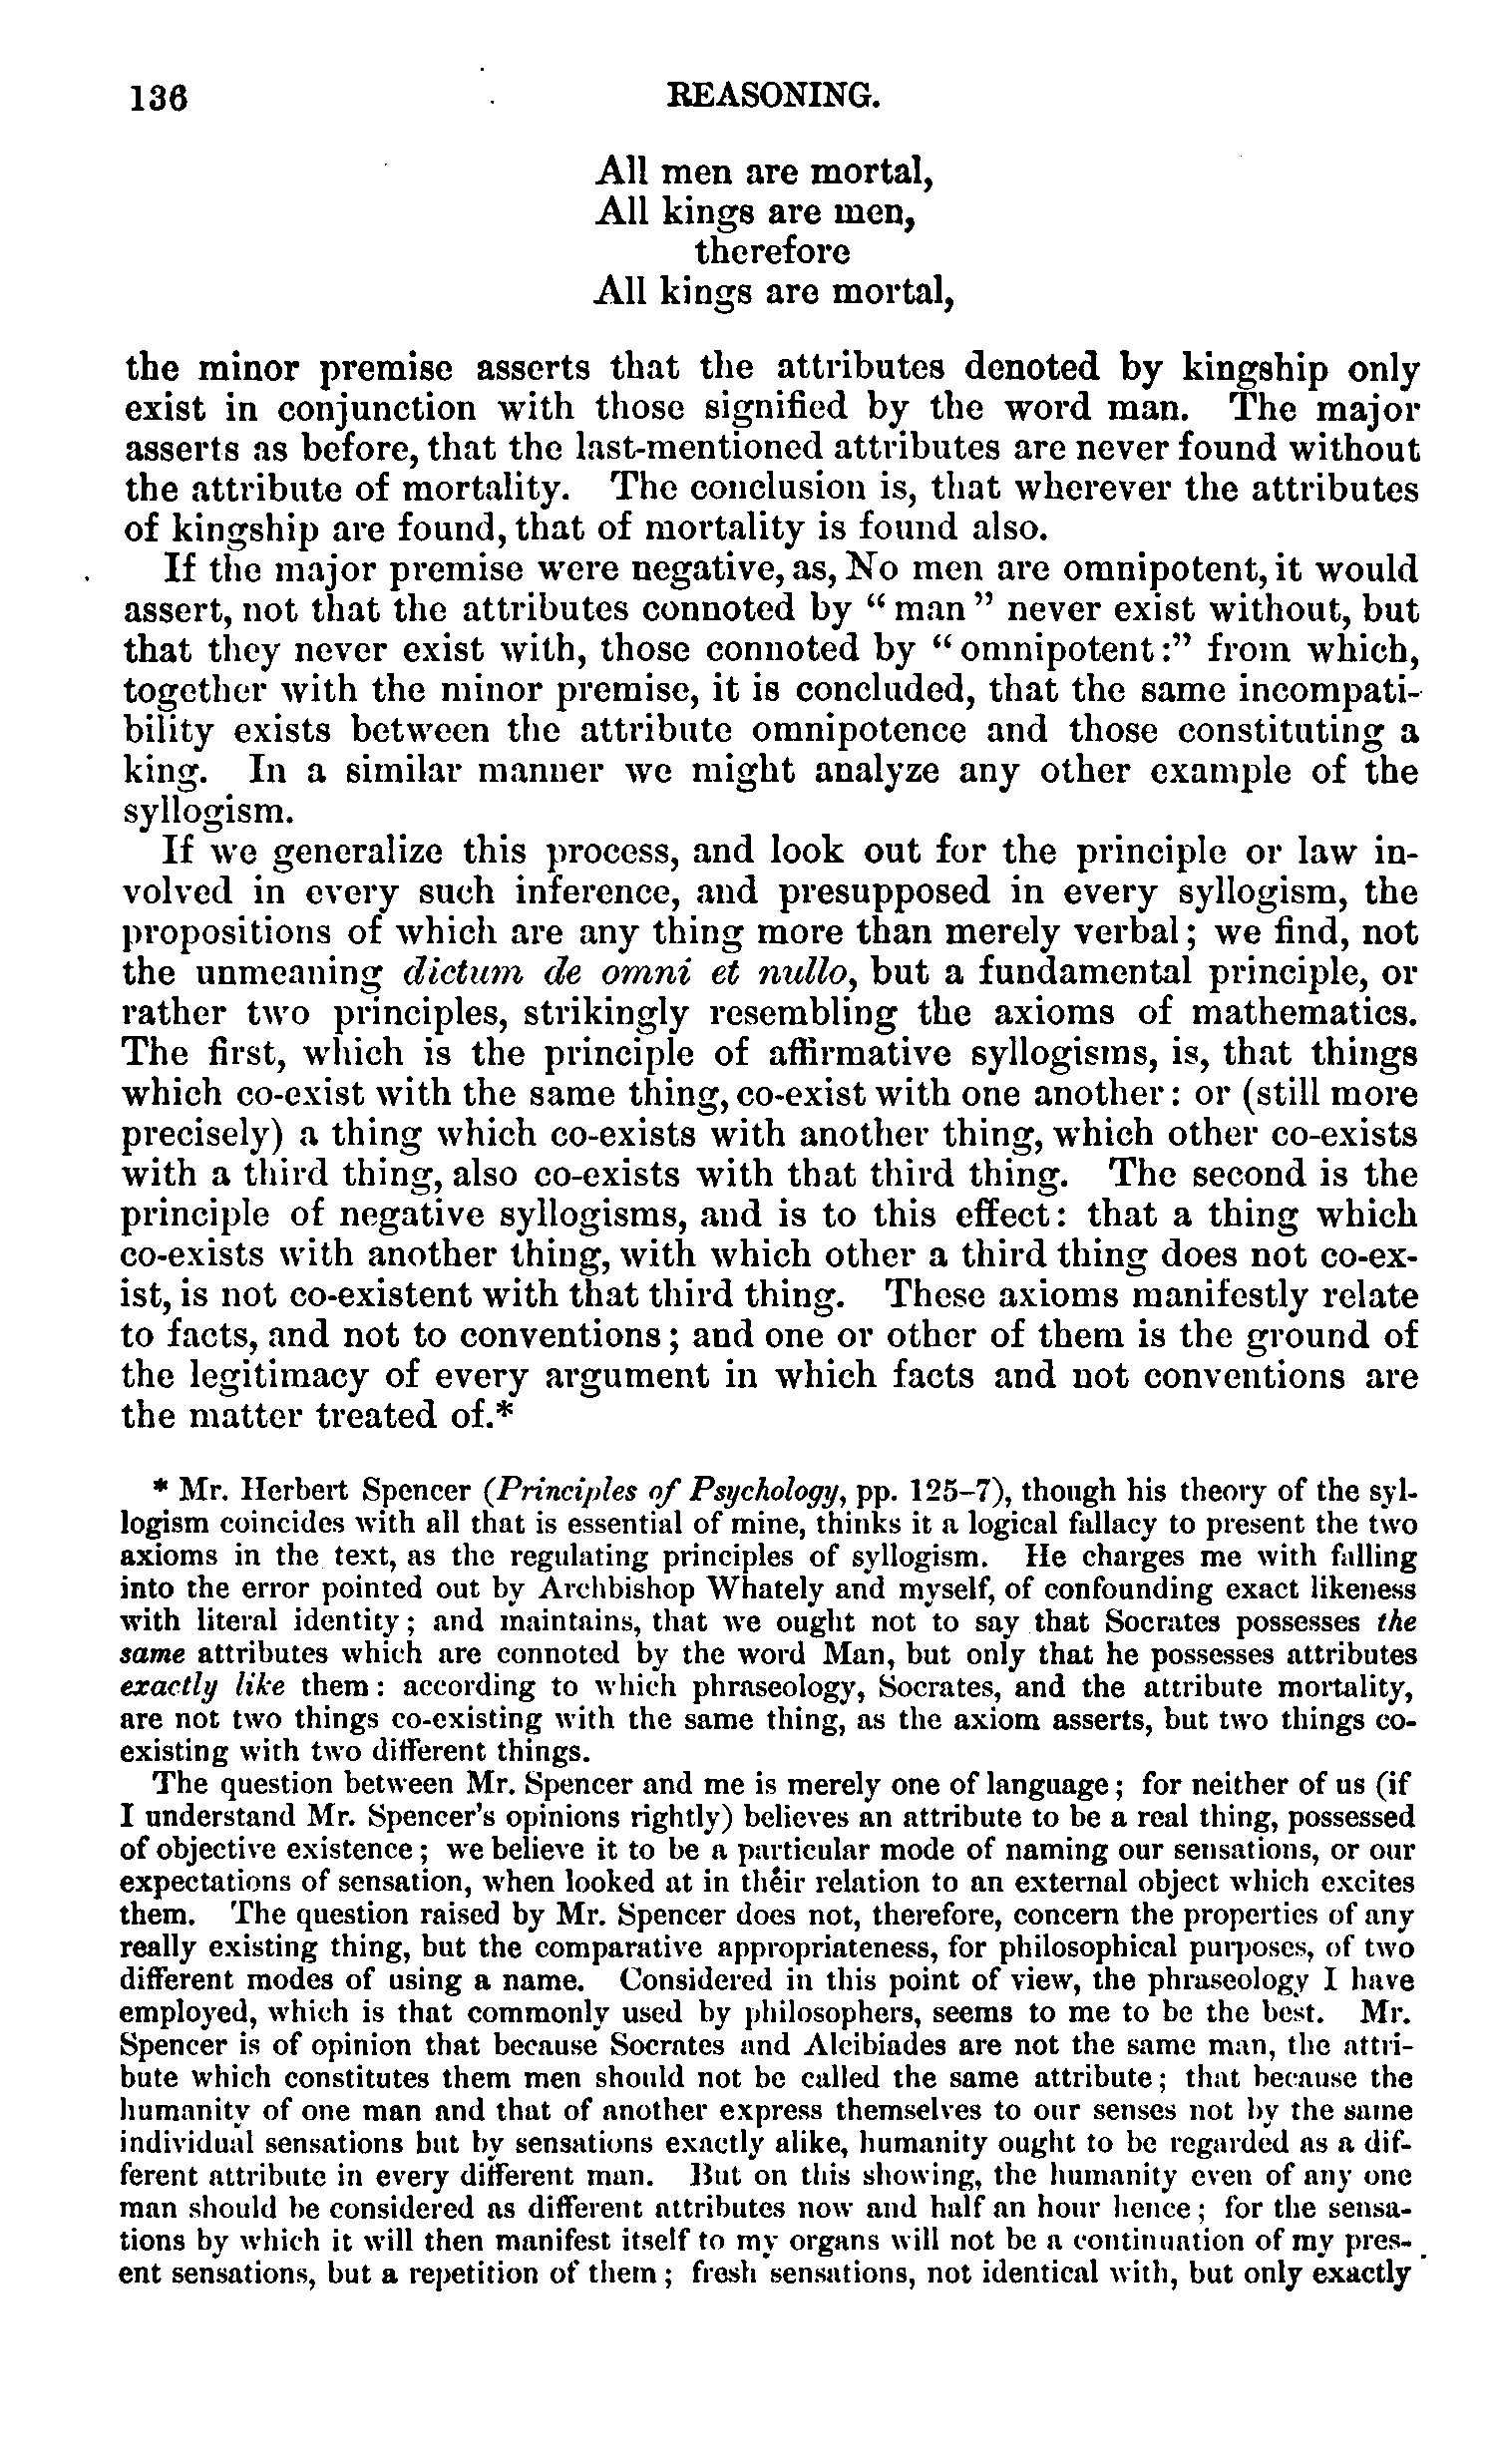 136 REASONING.
All men are mortal,
All kings are men,
therefore
All kings are mortal,
the minor premise asserts that the attributes denoted by kingship only
exist in conjunction with those signified by the word man. The major
asserts as before, that the last-mentioned attributes are never found without
the attribute of mortality. The conclusion is, that wherever the attributes
of kingship are found, that of mortality is found also.
If the major premise were negative, as, No men are omnipotent, it would
assert, not that the attributes connoted by “man” never exist without, but
that they never exist with, those connoted by “omnipotent:” from which,
together with the minor premise, it is concluded, that the same incompati-
bility exists between the attribute omnipotence and those constituting a
king. In a similar manner we might analyze any other example of the
syllogism.
If we generalize this process, and look out for the principle or law in-
volved in every such inference, and presupposed in every syllogism, the
propositions of which are any thing more than merely verbal; we find, not
the unmeaning dictum de omni et nullo, but a fundamental principle, or
rather two principles, strikingly resembling the axioms of mathematics.
The first, which is the principle of affirmative syllogisms, is, that things
which co-exist with the same thing, co-exist with one another: or (still more
precisely) a thing which co-exists with another thing, which other co-exists
with a third thing, also co-exists with that third thing. The second is the
principle of negative syllogisms, and is to this effect: that a thing which
co-exists with another thing, with which other a third thing does not co-ex-
ist, is not co-existent with that third thing. These axioms manifestly relate
to facts, and not to conventions; and one or other of them is the ground of
the legitimacy of every argument in which facts and not conventions are
the matter treated of.*
* Mr. Herbert Spencer (Principles of Psychology, pp. 125–7), though his theory of the syl-
logism coincides with all that is essential of mine, thinks it a logical fallacy to present the two
axioms in the text, as the regulating principles of syllogism. He charges me with falling
into the error pointed out by Archbishop Whately and myself, of confounding exact likeness
with literal identity; and maintains, that we ought not to say that Socrates possesses the
same attributes which are connoted by the word Man, but only that he possesses attributes
exactly like them: according to which phraseology, Socrates, and the attribute mortality,
are not two things co-existing with the same thing, as the axiom asserts, but two things co-
existing with two different things.
The question between Mr. Spencer and me is merely one of language; for neither of us (if
I understand Mr. Spencer's opinions rightly) believes an attribute to be a real thing, possessed
of objective existence; we believe it to be a particular mode of naming our sensations, or our
expectations of sensation, when looked at in their relation to an external object which excites
them. The question raised by Mr. Spencer does not, therefore, concern the properties of any
really existing thing, but the comparative appropriateness, for philosophical purposes, of two
different modes of using a name. Considered in this point of view, the phraseology I have
employed, which is that commonly used by philosophers, seems to me to be the best. Mr.
Spencer is of opinion that because Socrates and Alcibiades are not the same man, the attri-
bute which constitutes them men should not be called the same attribute; that because the
humanity of one man and that of another express themselves to our senses not by the same
individual sensations but by sensations exactly alike, humanity ought to be regarded as a dif-
ferent attribute in every different man. But on this showing, the humanity even of any one
man should be considered as different attributes now and half an hour hence; for the sensa-
tions by which it will then manifest itself to my organs will not be a continuation of my pres-
ent sensations, but a repetition of them; fresh sensations, not identical with, but only exactly